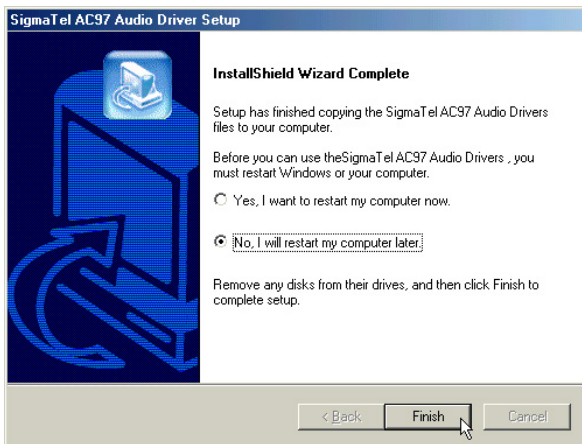 SigmaTel AC97 Audio Driver Setup
InstallShield Wizard Complete
Setup has finished copying the SigmaTel AC97 Audio Drivers
files to your computer.
Before you can use theSigmaTel AC97 Audio Drivers , you
must restart Windows or your computer.
Yes, I want to restart my computer now.
No, I will restart my computer later.
Remove any disks from their drives, and then click Finish to
complete setup.
< Back Finish Cancel